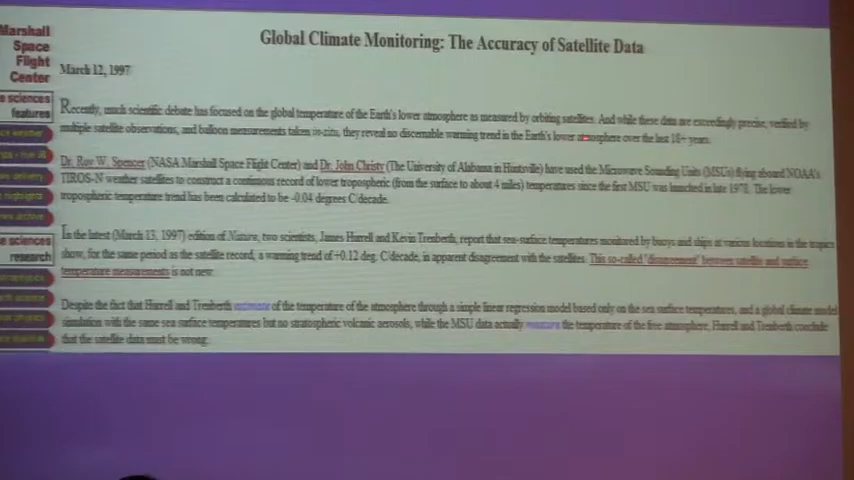 Marshall
Space
Flight
Center
e sciences
features
e sciences
research
Global Climate Monitoring: The Accuracy of Satellite Data
March 12, 1997
Recently, much scientific debate has focused on the global temperature of the Earth's lower atmosphere as measured by orbiting satellites. And while these data are exceedingly precise, verified by
multiple satellite observations, and balloon measurements taken in-situ, they reveal no discernable warming trend in the Earth's lower atmosphere over the last 18+ years.
Dr. Roy W. Spencer (NASA Marshall Space Flight Center) and Dr. John Christy (The University of Alabama in Huntsville) have used the Microwave Sounding Units (MSUs) flying aboard NOAA's
TIROS-N weather satellites to construct a continuous record of lower tropospheric (from the surface to about 4 miles) temperatures since the first MSU was launched in late 1978. The lower
tropospheric temperature trend has been calculated to be -0.04 degrees C/decade.
In the latest (March 13, 1997) edition of Nature, two scientists, James Hurrell and Kevin Trenberth, report that sea-surface temperatures monitored by buoys and ships at various locations in the tropics
show, for the same period as the satellite record, a warming trend of +0.12 deg. C/decade, in apparent disagreement with the satellites. This so-called "disagreement" between satellite and surface
temperature measurements is not new.
Despite the fact that Hurrell and Trenberth estimate of the temperature of the atmosphere through a simple linear regression model based only on the sea surface temperatures, and a global climate model
simulation with the same sea surface temperatures but no stratospheric volcanic aerosols, while the MSU data actually measure the temperature of the free atmosphere, Hurrell and Trenberth conclude
that the satellite data must be wrong.